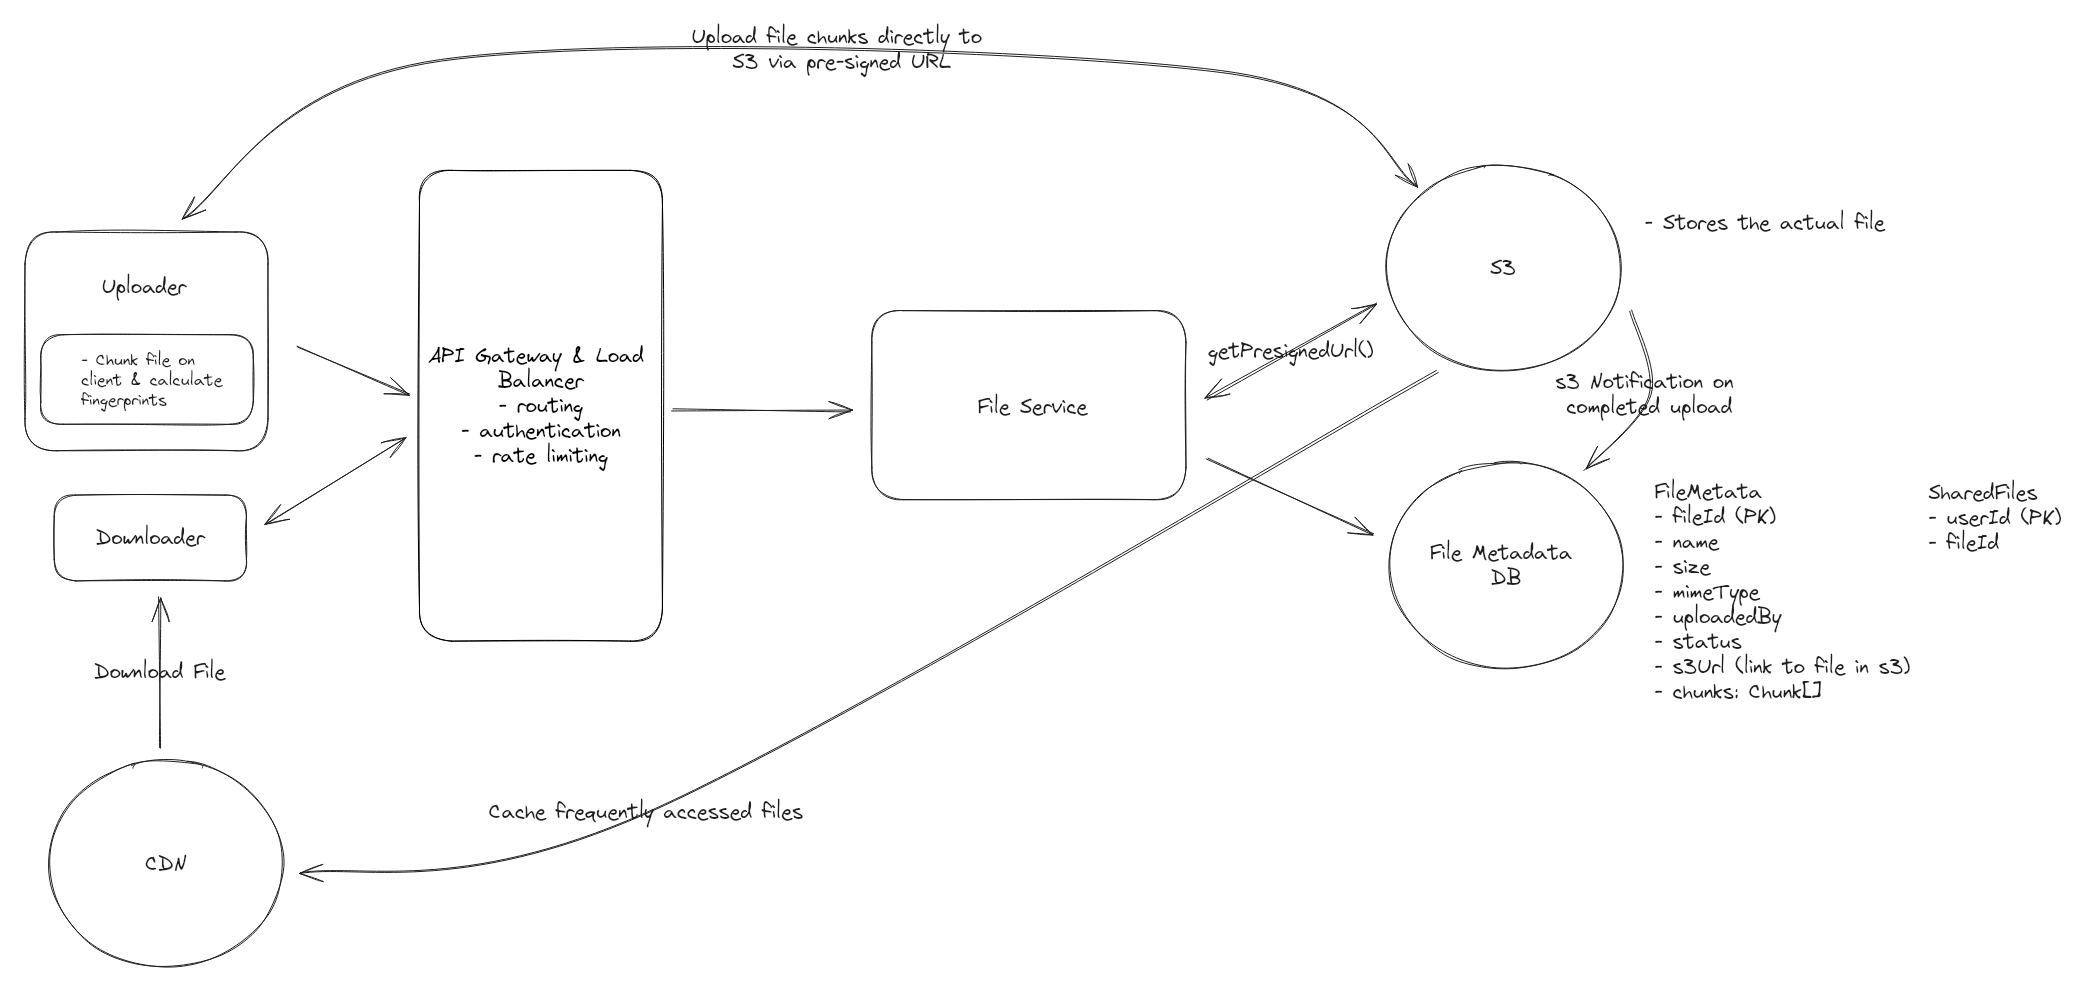 Upload file chunks directly to
S3 via pre-signed URL
Uploader
- Chunk file on
client & calculate
fingerprints
Downloader
Download File
CDN
API Gateway & Load
Balancer
- routing
- authentication
- rate limiting
File Service
getPresignedUrl()
S3
- Stores the actual file
s3 Notification on
completed upload
File Metadata
DB
FileMetata
- fileId (PK)
- name
- size
- mimeType
- uploadedBy
- status
- s3Url (link to file in s3)
- chunks: Chunk[]
SharedFiles
- userId (PK)
- fileId
Cache frequently accessed files